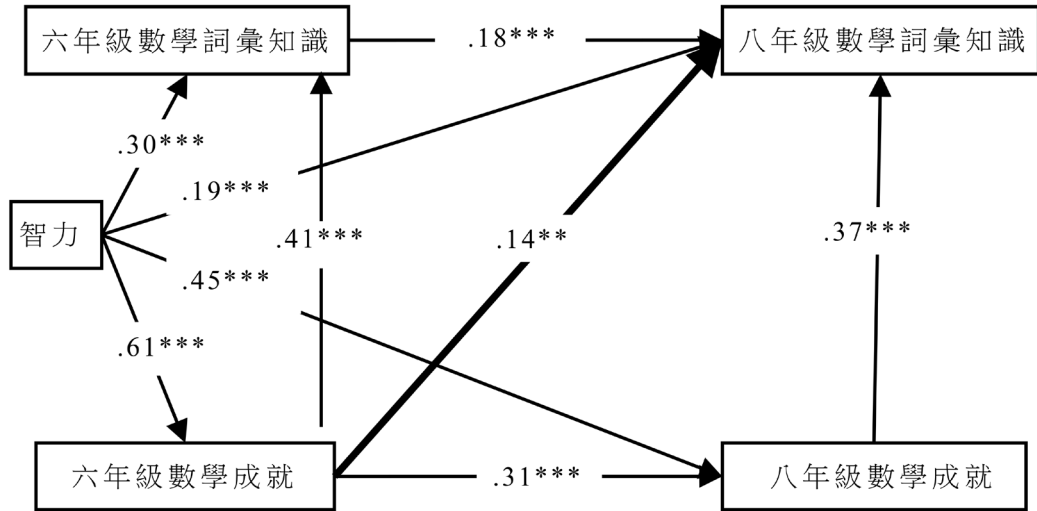 六年級數學詞彙知識
.18***
八年級數學詞彙知識
.30***
.19***
智力
.41***
.14**
.37***
.45***
.61***
六年級數學成就
.31***
八年級數學成就